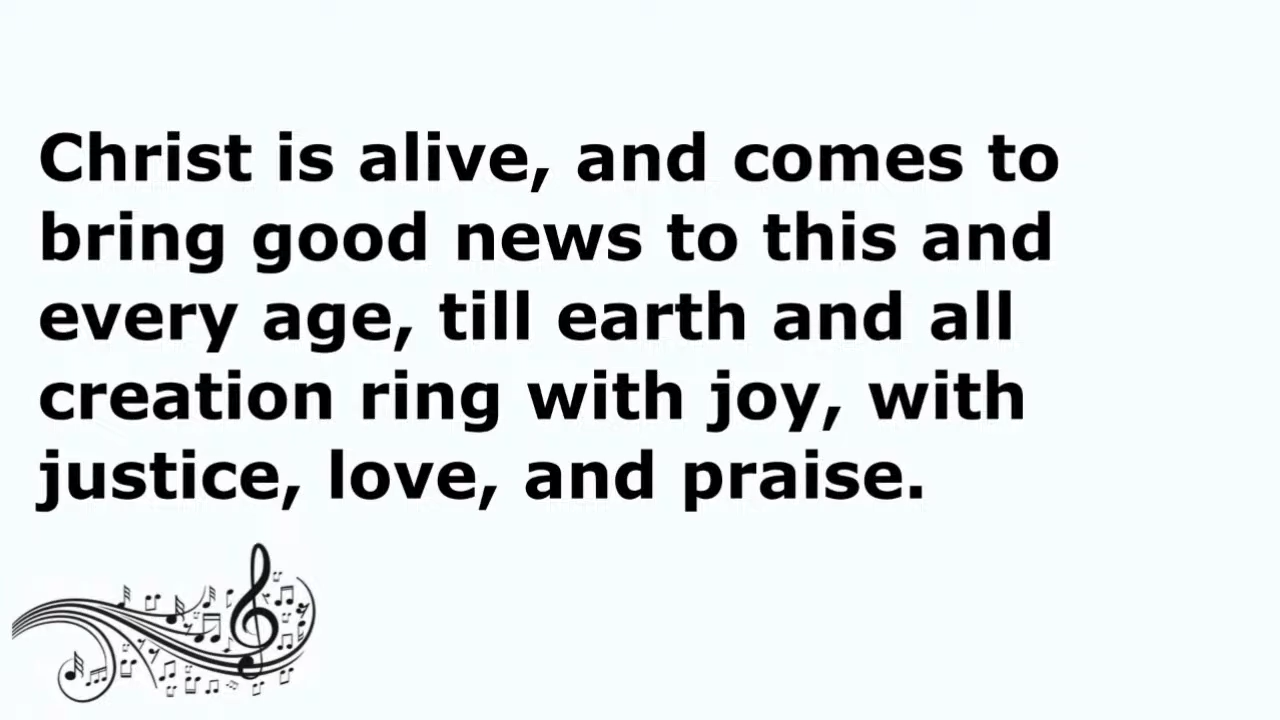 Christ is alive, and comes to
bring good news to this and
every age, till earth and all
creation ring with joy, with
justice, love, and praise.